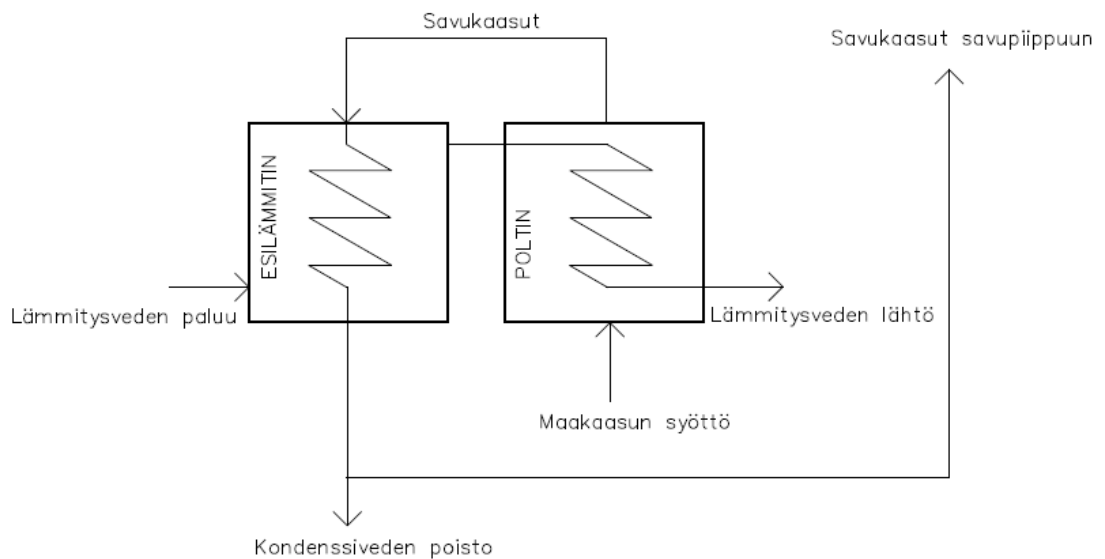 Savukaasut
Savukaasut savupiippuun
ESILÄMMITIN
POLTIN
Lämmitysveden paluu
Lämmitysveden lähtö
Maakaasun syöttö
Kondenssiveden poisto